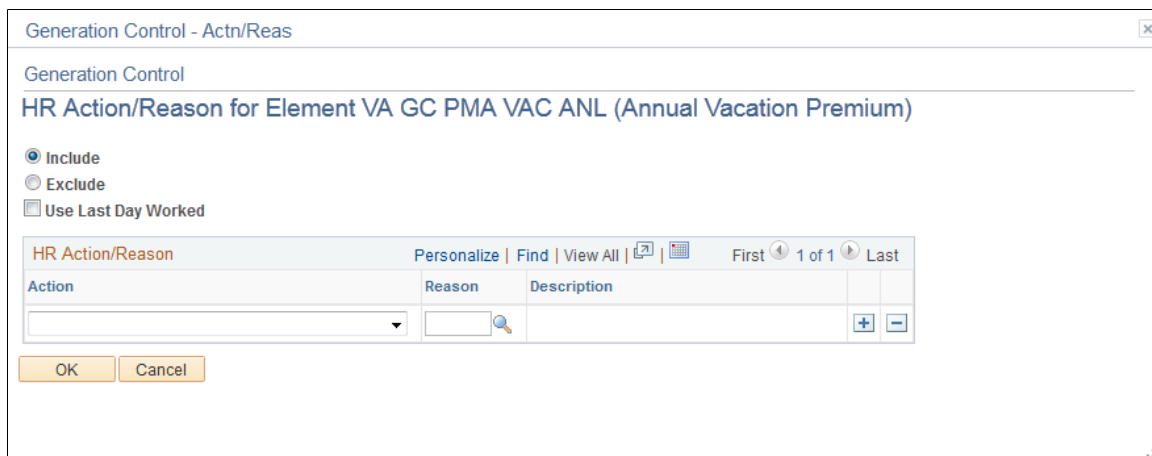 Generation Control - Actn/Reas
Generation Control
HR Action/Reason for Element VA GC PMA VAC ANL (Annual Vacation Premium)
Include
Exclude
Use Last Day Worked
HR Action/Reason Personalize | Find | View All | | First 1 of 1 Last
Action Reason Description
OK Cancel